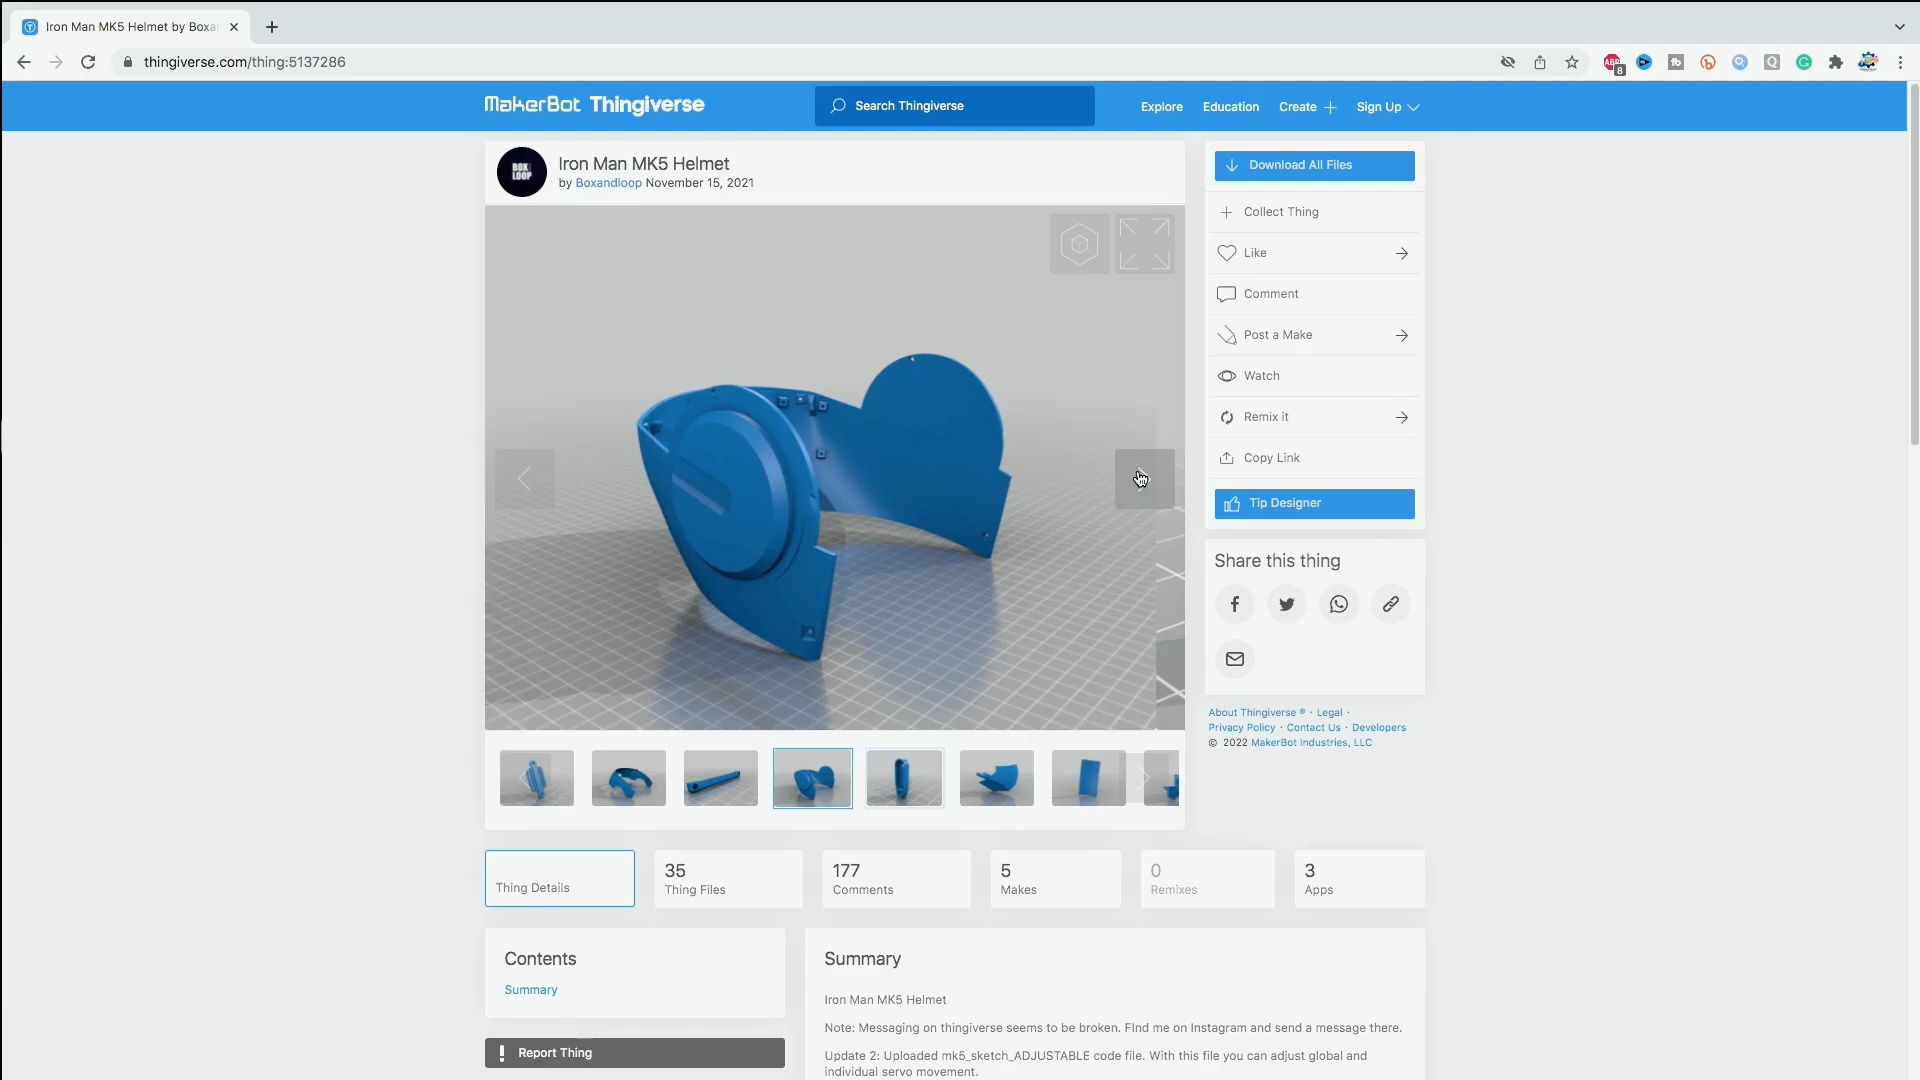 Iron Man MK5 Helmet by Boxa
thingiverse.com/thing:5137286
ABP
8
MakerBot Thingiverse
Search Thingiverse
Explore
Education
Create
Sign Up
BOX
LOOP
Iron Man MK5 Helmet
by Boxandloop November 15, 2021
Download All Files
Collect Thing
Like
Comment
Post a Make
Watch
Remix it
Copy Link
Tip Designer
Share this thing
About Thingiverse ® · Legal ·
Privacy Policy · Contact Us · Developers
© 2022 MakerBot Industries, LLC
Thing Details
35
Thing Files
177
Comments
5
Makes
0
Remixes
3
Apps
Contents
Summary
Report Thing
Summary
Iron Man MK5 Helmet
Note: Messaging on thingiverse seems to be broken. FInd me on Instagram and send a message there.
Update 2: Uploaded mk5_sketch_ADJUSTABLE code file. With this file you can adjust global and
individual servo movement.